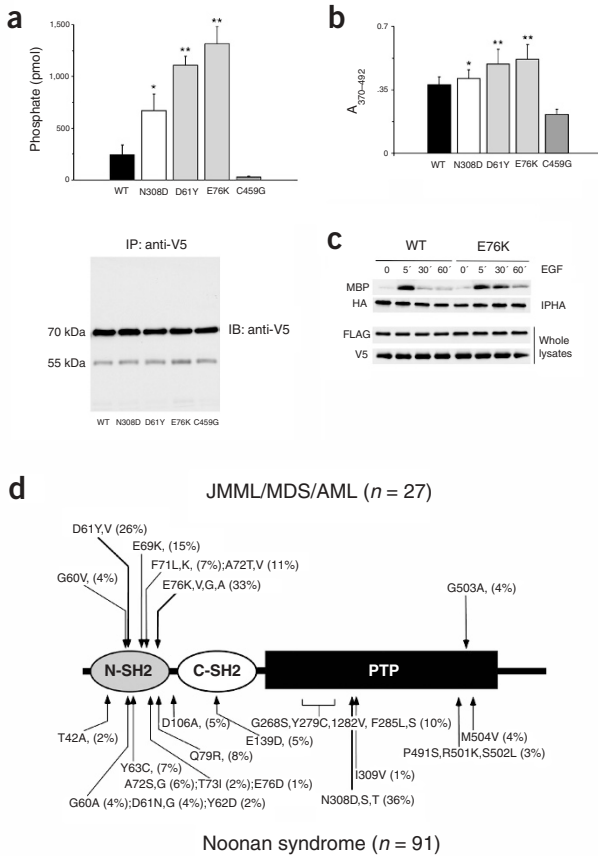 a
Phosphate (pmol)
1,500
1,000
500
0
*
**
**
WT N308D D61Y E76K C459G
IP: anti-V5
70 kDa
55 kDa
IB: anti-V5
WT N308D D61Y E76K C459G
b
A370–492
0.7
.35
0
*
**
**
WT N308D D61Y E76K C459G
c
WT E76K
0 5´ 30´ 60´ 0´ 5´ 30´ 60´ EGF
MBP
HA IPHA
FLAG
V5
Whole
lysates
d
JMML/MDS/AML (n = 27)
D61Y,V (26%)
E69K, (15%)
F71L,K, (7%);A72T,V (11%)
G60V, (4%)
E76K,V,G,A (33%)
G503A, (4%)
N-SH2 C-SH2 PTP
T42A, (2%)
D106A, (5%)
G268S,Y279C,1282V, F285L,S (10%)
E139D, (5%)
M504V (4%)
Q79R, (8%)
P491S,R501K,S502L (3%)
Y63C, (7%)
I309V (1%)
A72S,G (6%);T73I (2%);E76D (1%)
G60A (4%);D61N,G (4%);Y62D (2%)
N308D,S,T (36%)
Noonan syndrome (n = 91)